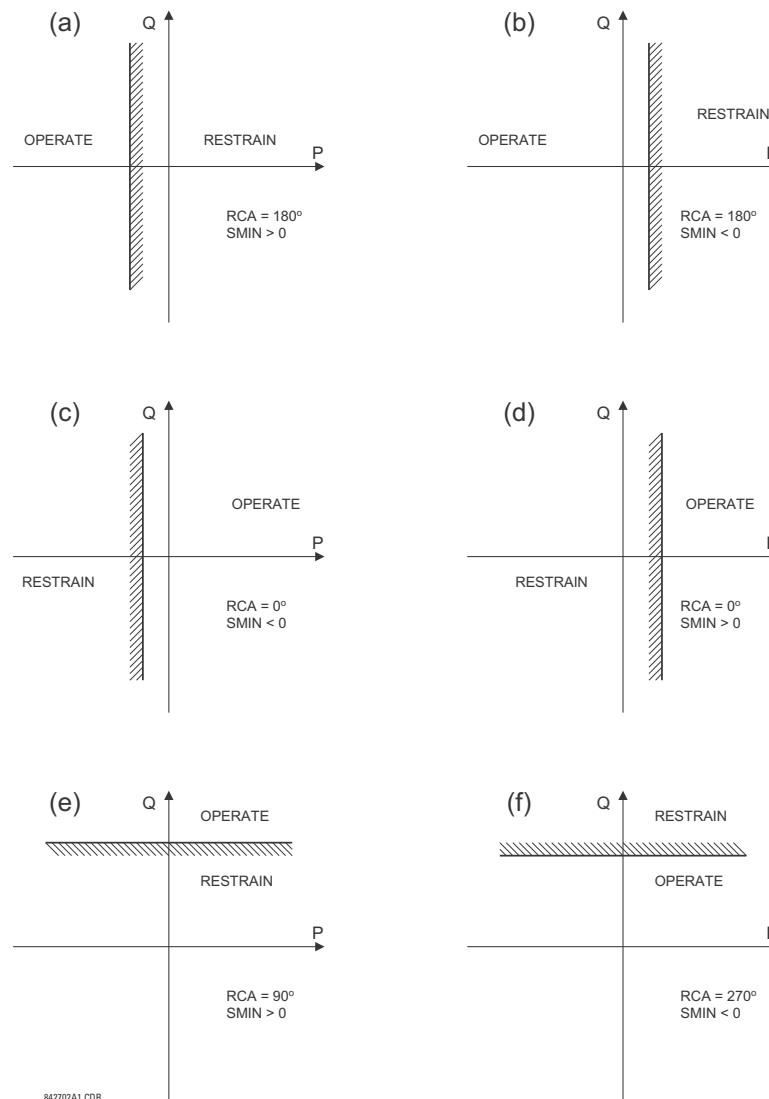 (a)
Q
OPERATE
RESTRAIN
P
RCA = 180º
SMIN > 0
(b)
Q
OPERATE
RESTRAIN
RCA = 180º
SMIN < 0
(c)
Q
OPERATE
P
RESTRAIN
RCA = 0º
SMIN < 0
(d)
Q
OPERATE
RESTRAIN
RCA = 0º
SMIN > 0
(e)
Q
OPERATE
RESTRAIN
P
RCA = 90º
SMIN > 0
(f)
Q
RESTRAIN
OPERATE
RCA = 270º
SMIN < 0
842702A1.CDR